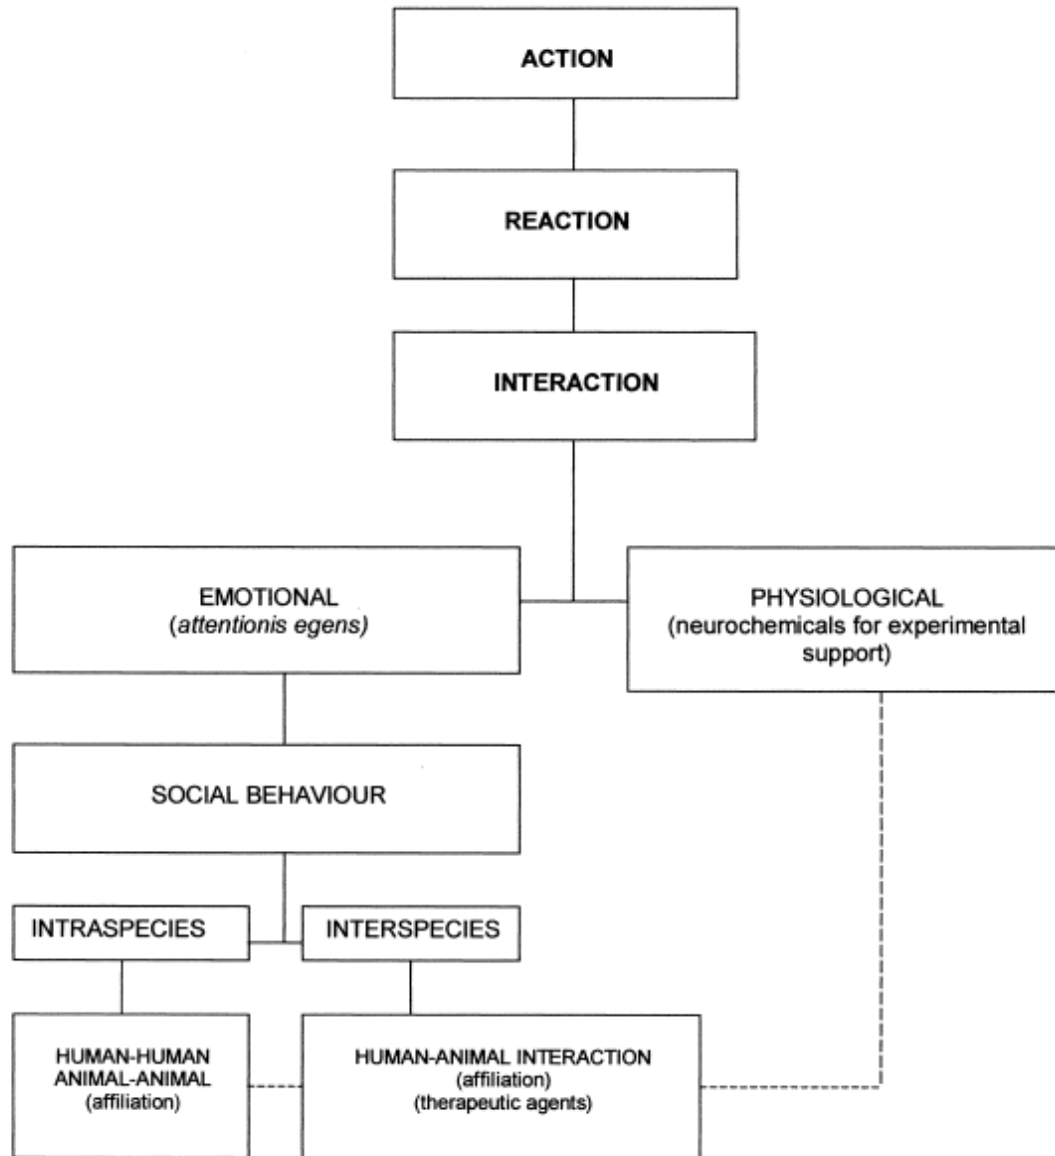 ACTION
REACTION
INTERACTION
EMOTIONAL
(attentionis egens)
PHYSIOLOGICAL
(neurochemicals for experimental
support)
SOCIAL BEHAVIOUR
INTRASPECIES
INTERSPECIES
HUMAN-HUMAN
ANIMAL-ANIMAL
(affiliation)
HUMAN-ANIMAL INTERACTION
(affiliation)
(therapeutic agents)